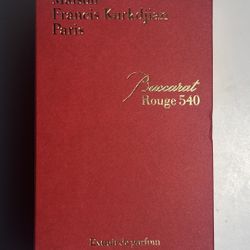 Maison
Francis Kurkdjian
Paris
Baccarat
Rouge 540
Extrait de parfum